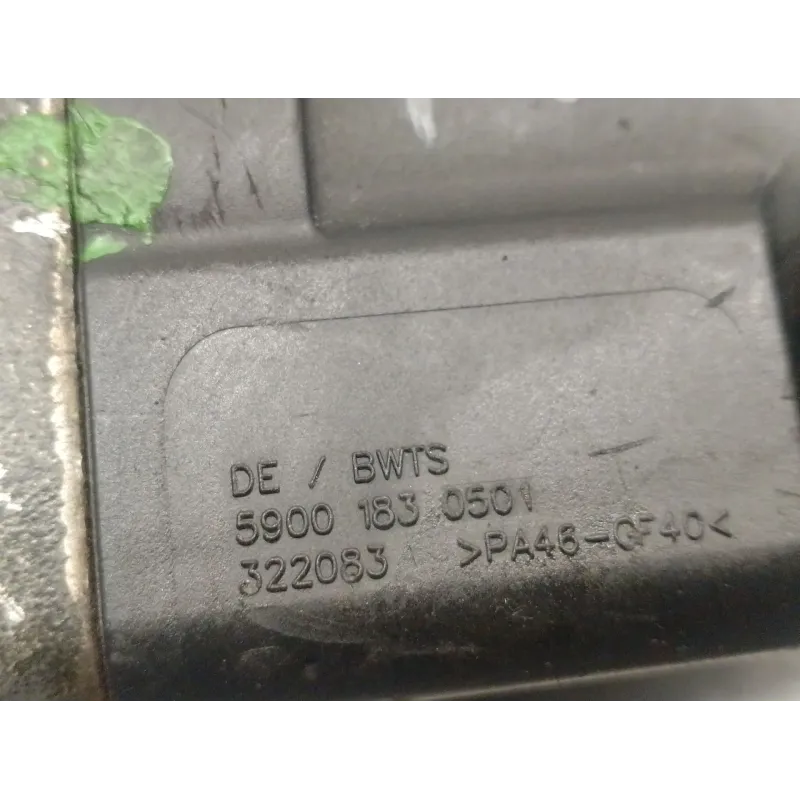 DE / BWTS
5900 183 0501
322083 >PA46-GF40<